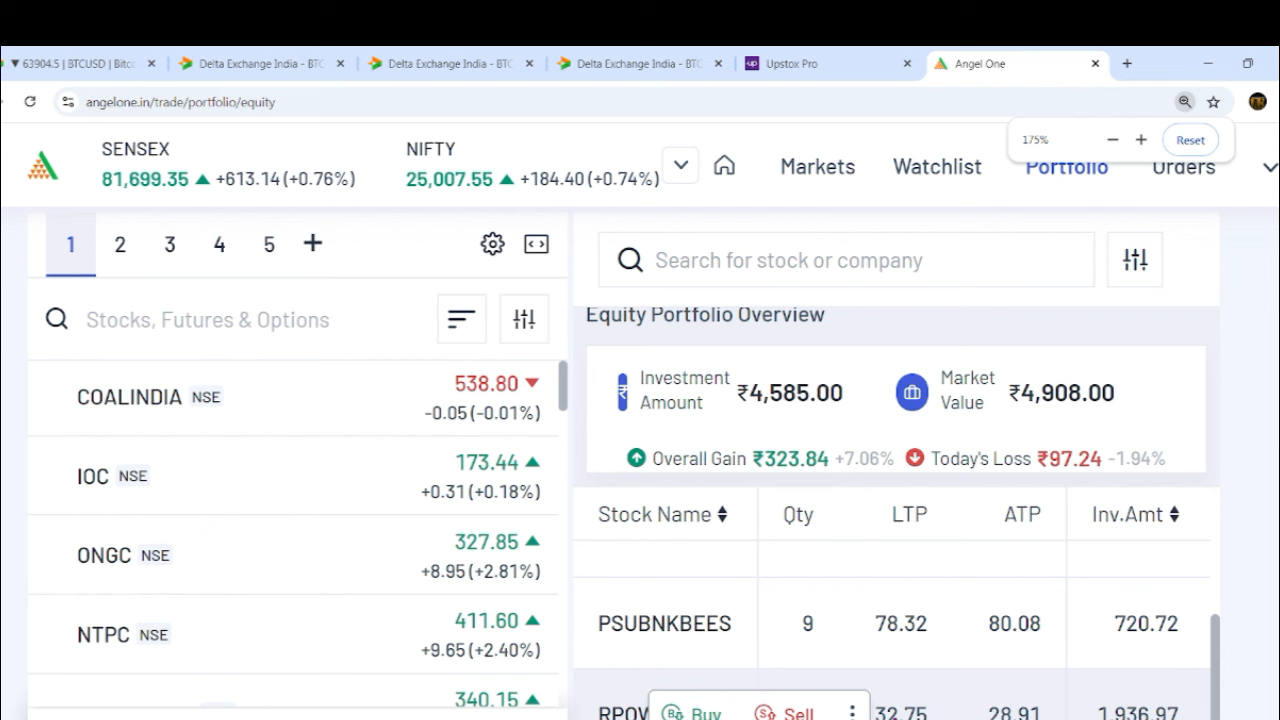 ▼ 63904.5 | BTCUSD | Bitc
Delta Exchange India - BTC
Delta Exchange India - BTC
Delta Exchange India - BTC
up Upstox Pro
Angel One
angelone.in/trade/portfolio/equity
175%
Reset
SENSEX
81,699.35 ▲ +613.14 (+0.76%)
NIFTY
25,007.55 ▲ +184.40 (+0.74%)
Markets
Watchlist
Portfolio
Orders
1 2 3 4 5 +
Stocks, Futures & Options
COALINDIA NSE
538.80 ▼
-0.05 (-0.01%)
IOC NSE
173.44 ▲
+0.31 (+0.18%)
ONGC NSE
327.85 ▲
+8.95 (+2.81%)
NTPC NSE
411.60 ▲
+9.65 (+2.40%)
340.15 ▲
Search for stock or company
Equity Portfolio Overview
Investment Amount ₹4,585.00
Market Value ₹4,908.00
Overall Gain ₹323.84 +7.06%
Today's Loss ₹97.24 -1.94%
Stock Name Qty LTP ATP Inv.Amt
PSUBNKBEES 9 78.32 80.08 720.72
RPOW Buy Sell 32.75 28.91 1,936.97